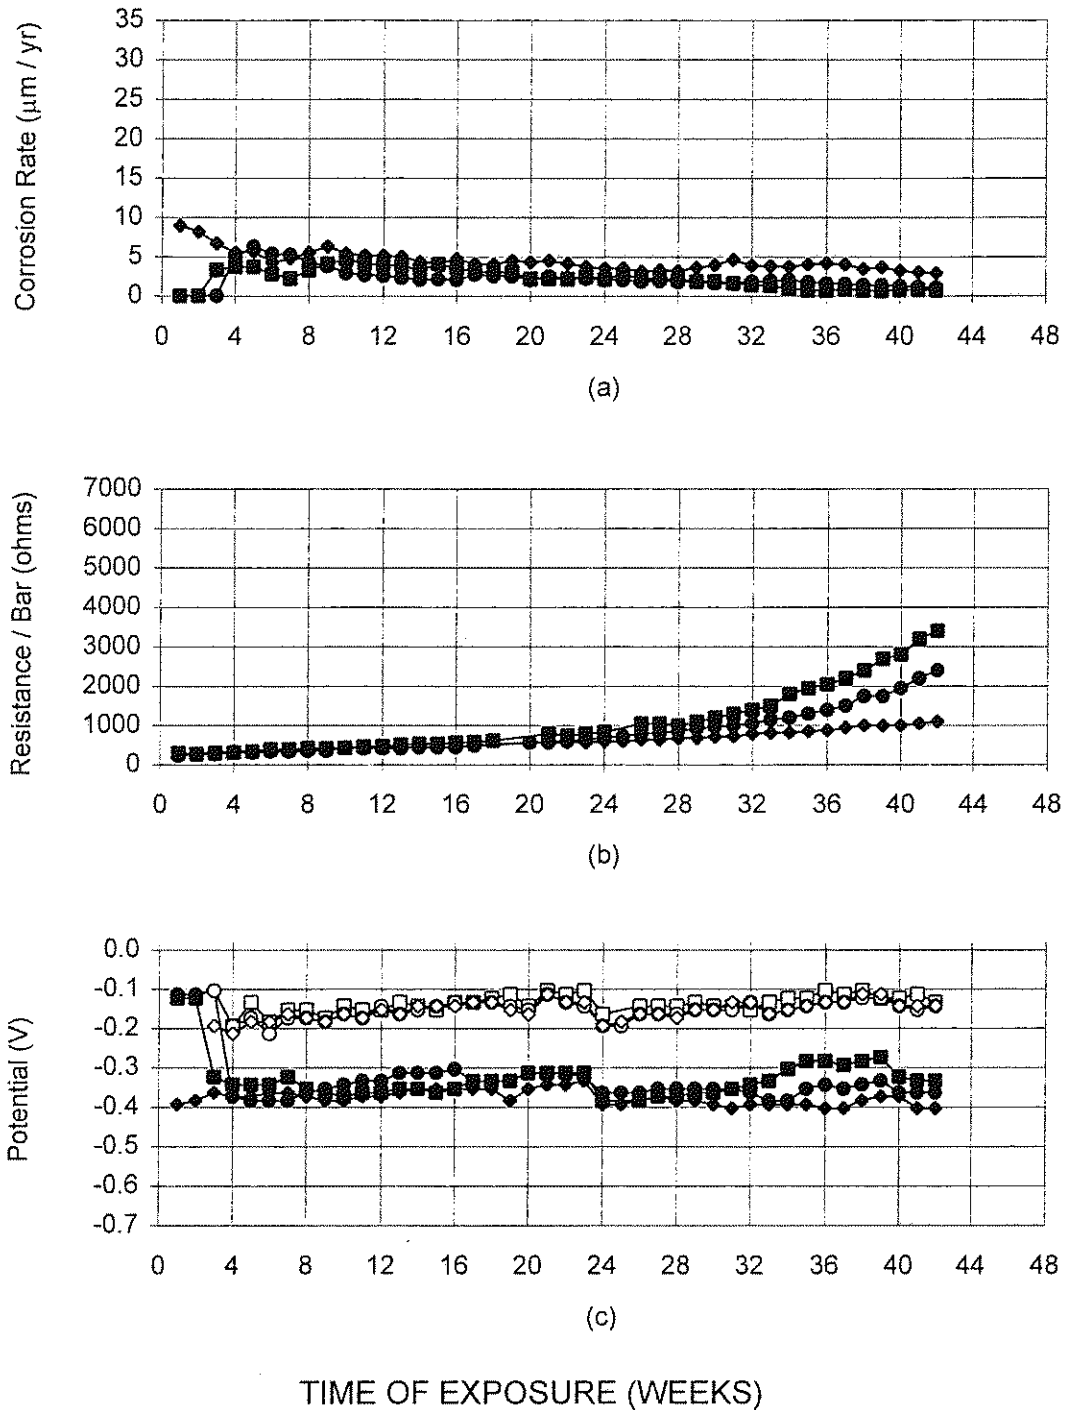 Corrosion Rate (μm / yr)
35
30
25
20
15
10
5
0
0 4 8 12 16 20 24 28 32 36 40 44 48
(a)
Resistance / Bar (ohms)
7000
6000
5000
4000
3000
2000
1000
0
0 4 8 12 16 20 24 28 32 36 40 44 48
(b)
Potential (V)
0.0
-0.1
-0.2
-0.3
-0.4
-0.5
-0.6
-0.7
0 4 8 12 16 20 24 28 32 36 40 44 48
(c)
TIME OF EXPOSURE (WEEKS)